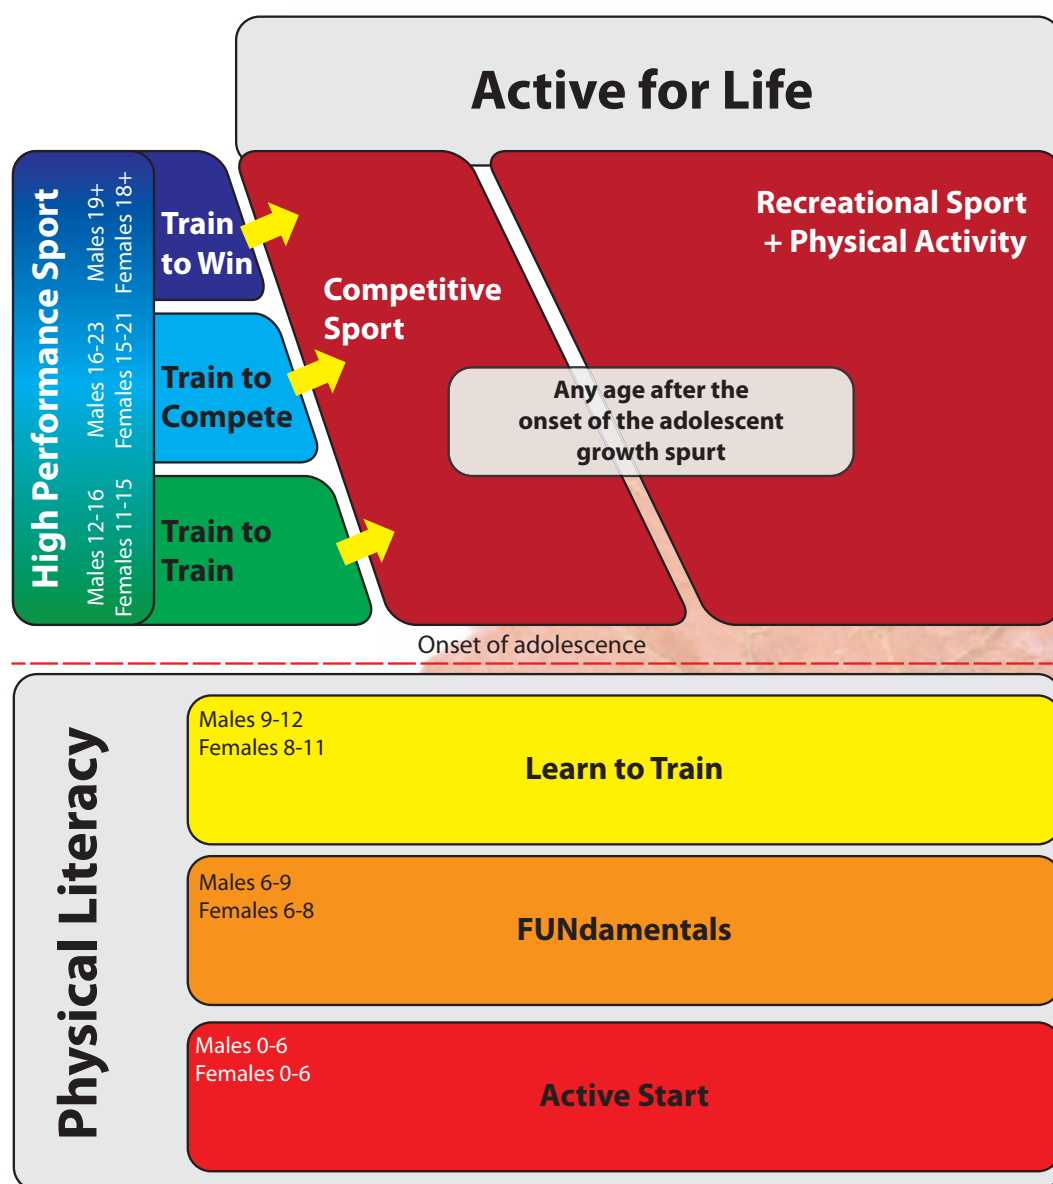 Active for Life
High Performance Sport
Males 19+
Females 18+
Train
to Win
Males 16-23
Females 15-21
Train to
Compete
Males 12-16
Females 11-15
Train to
Train
Competitive
Sport
Recreational Sport
+ Physical Activity
Any age after the
onset of the adolescent
growth spurt
Onset of adolescence
Physical Literacy
Males 9-12
Females 8-11
Learn to Train
Males 6-9
Females 6-8
FUNdamentals
Males 0-6
Females 0-6
Active Start